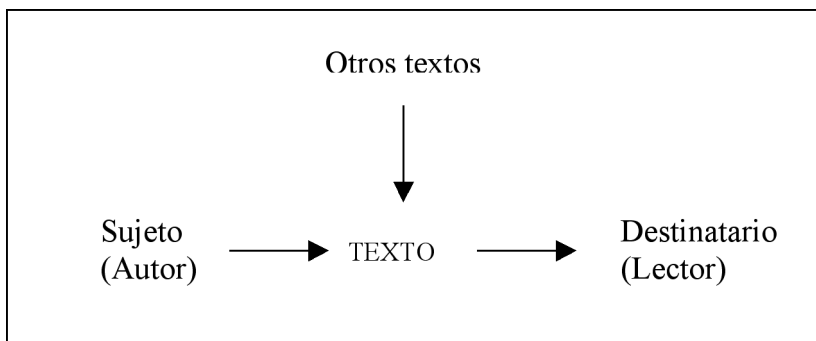 Otros textos
Sujeto
(Autor)
TEXTO
Destinatario
(Lector)